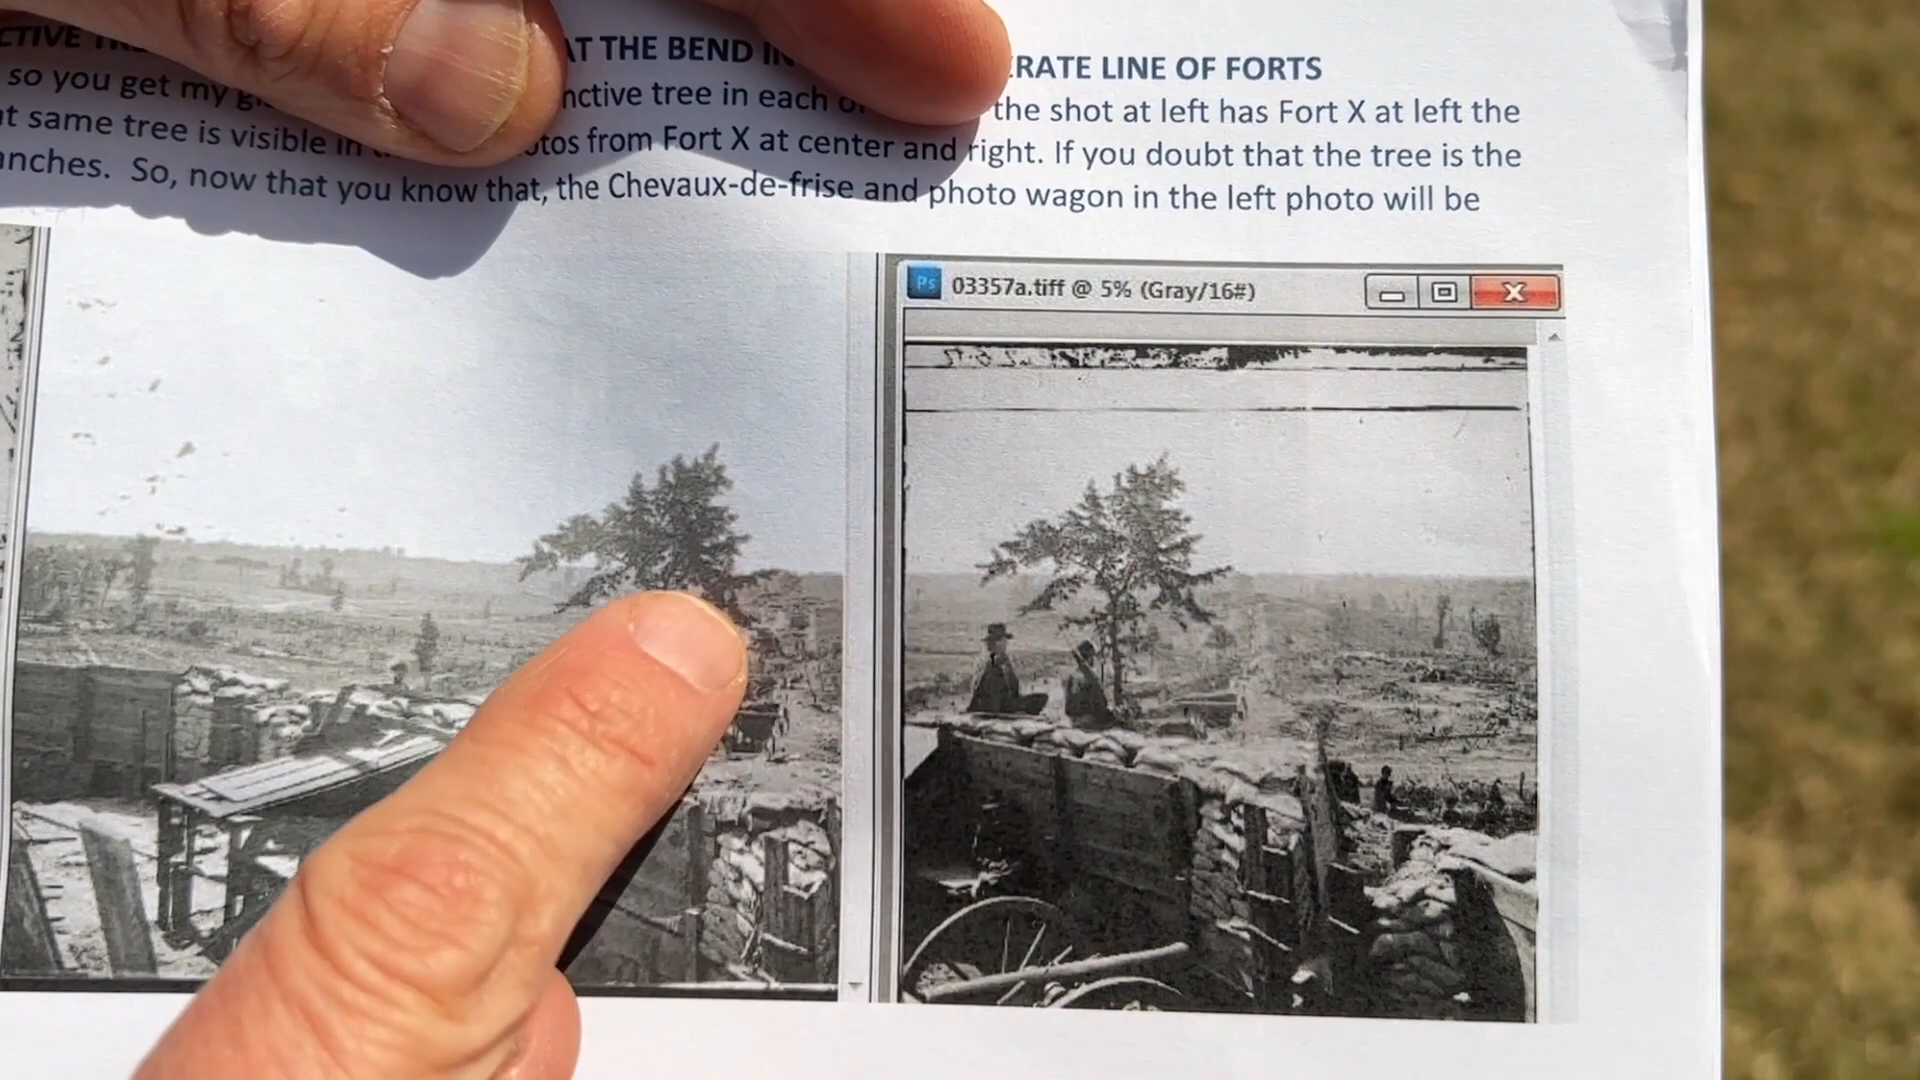 AT THE BEND IN RATE LINE OF FORTS
so you get my nctive tree in each the shot at left has Fort X at left the
same tree is visible in otos from Fort X at center and right. If you doubt that the tree is the
anches. So, now that you know that, the Chevaux-de-frise and photo wagon in the left photo will be
Ps 03357a.tiff @ 5% (Gray/16#)